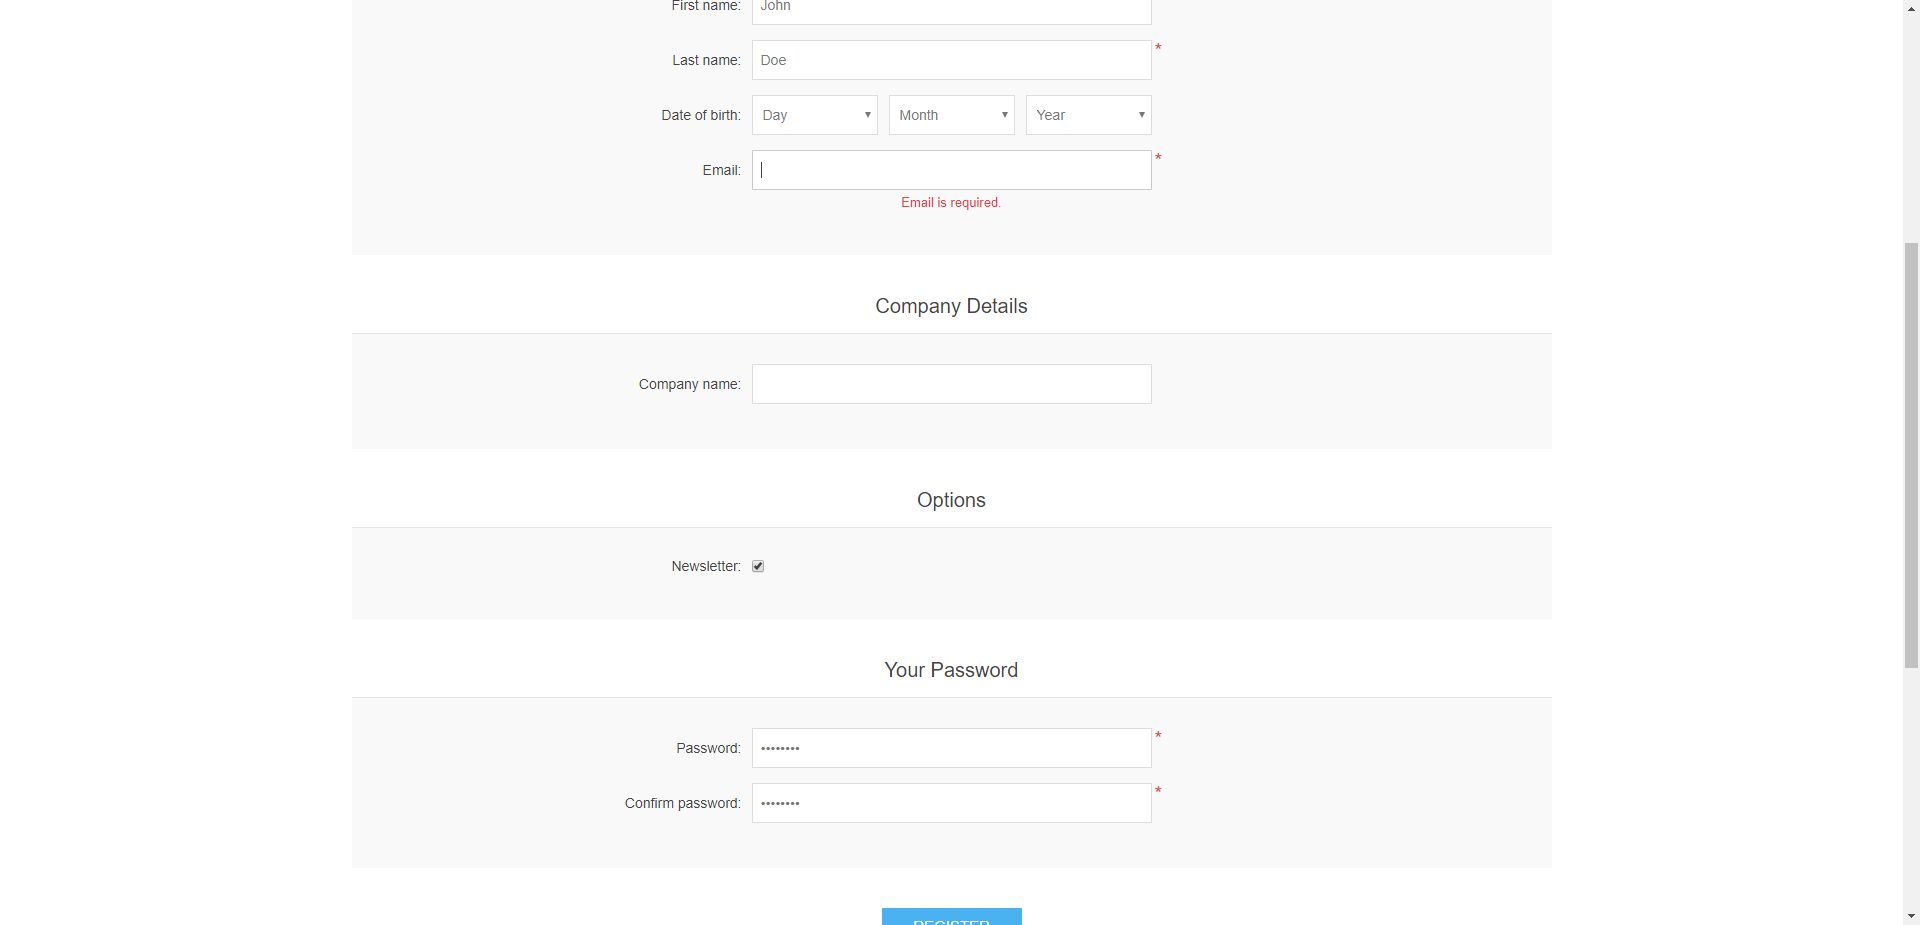 First name: John
Last name: Doe *
Date of birth: Day Month Year
Email: *
Email is required.
Company Details
Company name:
Options
Newsletter:
Your Password
Password: •••••••• *
Confirm password: •••••••• *
REGISTER